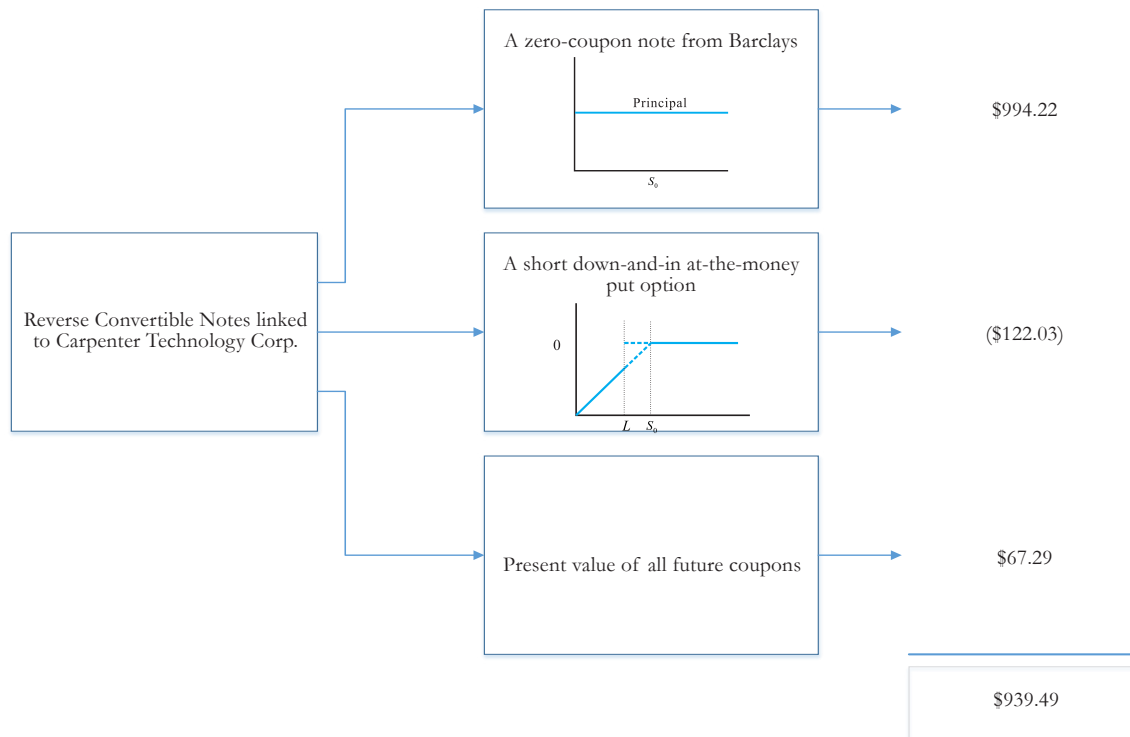 A zero-coupon note from Barclays
Principal
S₀
$994.22
Reverse Convertible Notes linked
to Carpenter Technology Corp.
A short down-and-in at-the-money
put option
0
L S₀
($122.03)
Present value of all future coupons
$67.29
$939.49